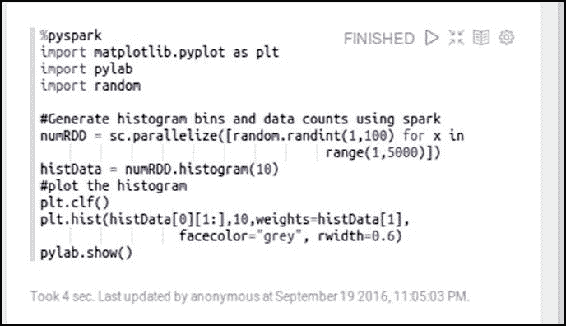 %pyspark
FINISHED
import matplotlib.pyplot as plt
import pylab
import random
#Generate histogram bins and data counts using spark
numRDD = sc.parallelize([random.randint(1,100) for x in
range(1,5000)])
histData = numRDD.histogram(10)
#plot the histogram
plt.clf()
plt.hist(histData[0][1:],10,weights=histData[1],
facecolor="grey", rwidth=0.6)
pylab.show()
Took 4 sec. Last updated by anonymous at September 19 2016, 11:05:03 PM.